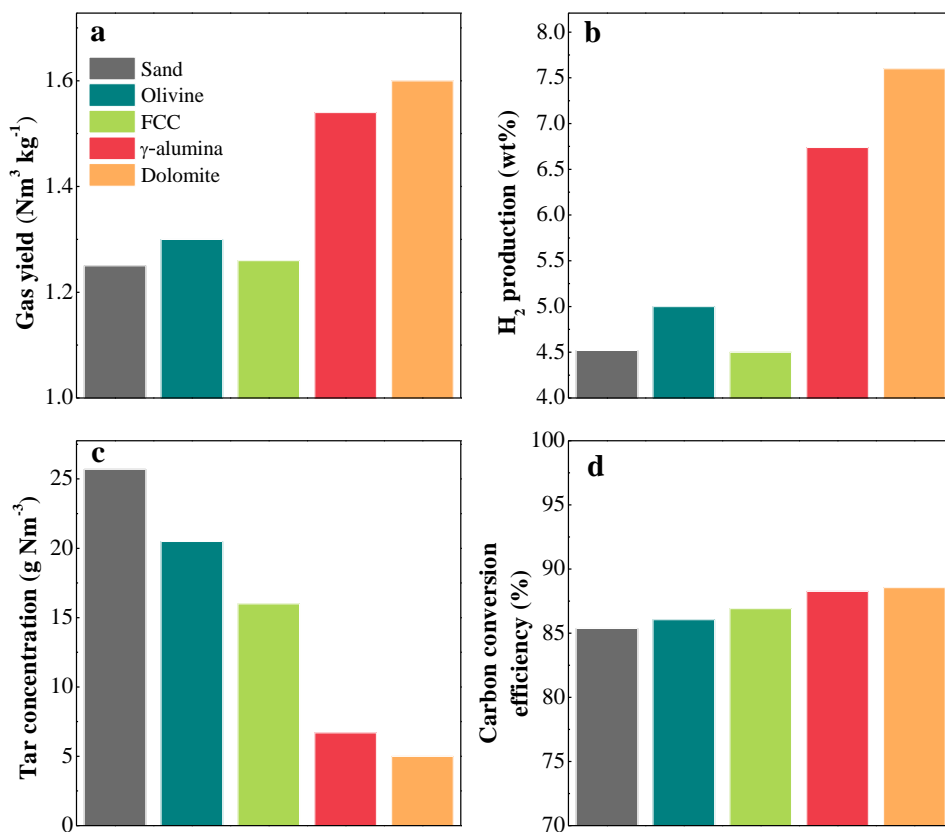 a
Sand
Olivine
FCC
γ-alumina
Dolomite
Gas yield (Nm³ kg⁻¹)
1.6
1.4
1.2
1.0
b
H₂ production (wt%)
8.0
7.5
7.0
6.5
6.0
5.5
5.0
4.5
4.0
c
Tar concentration (g Nm⁻³)
25
20
15
10
5
0
d
Carbon conversion
efficiency (%)
100
95
90
85
80
75
70